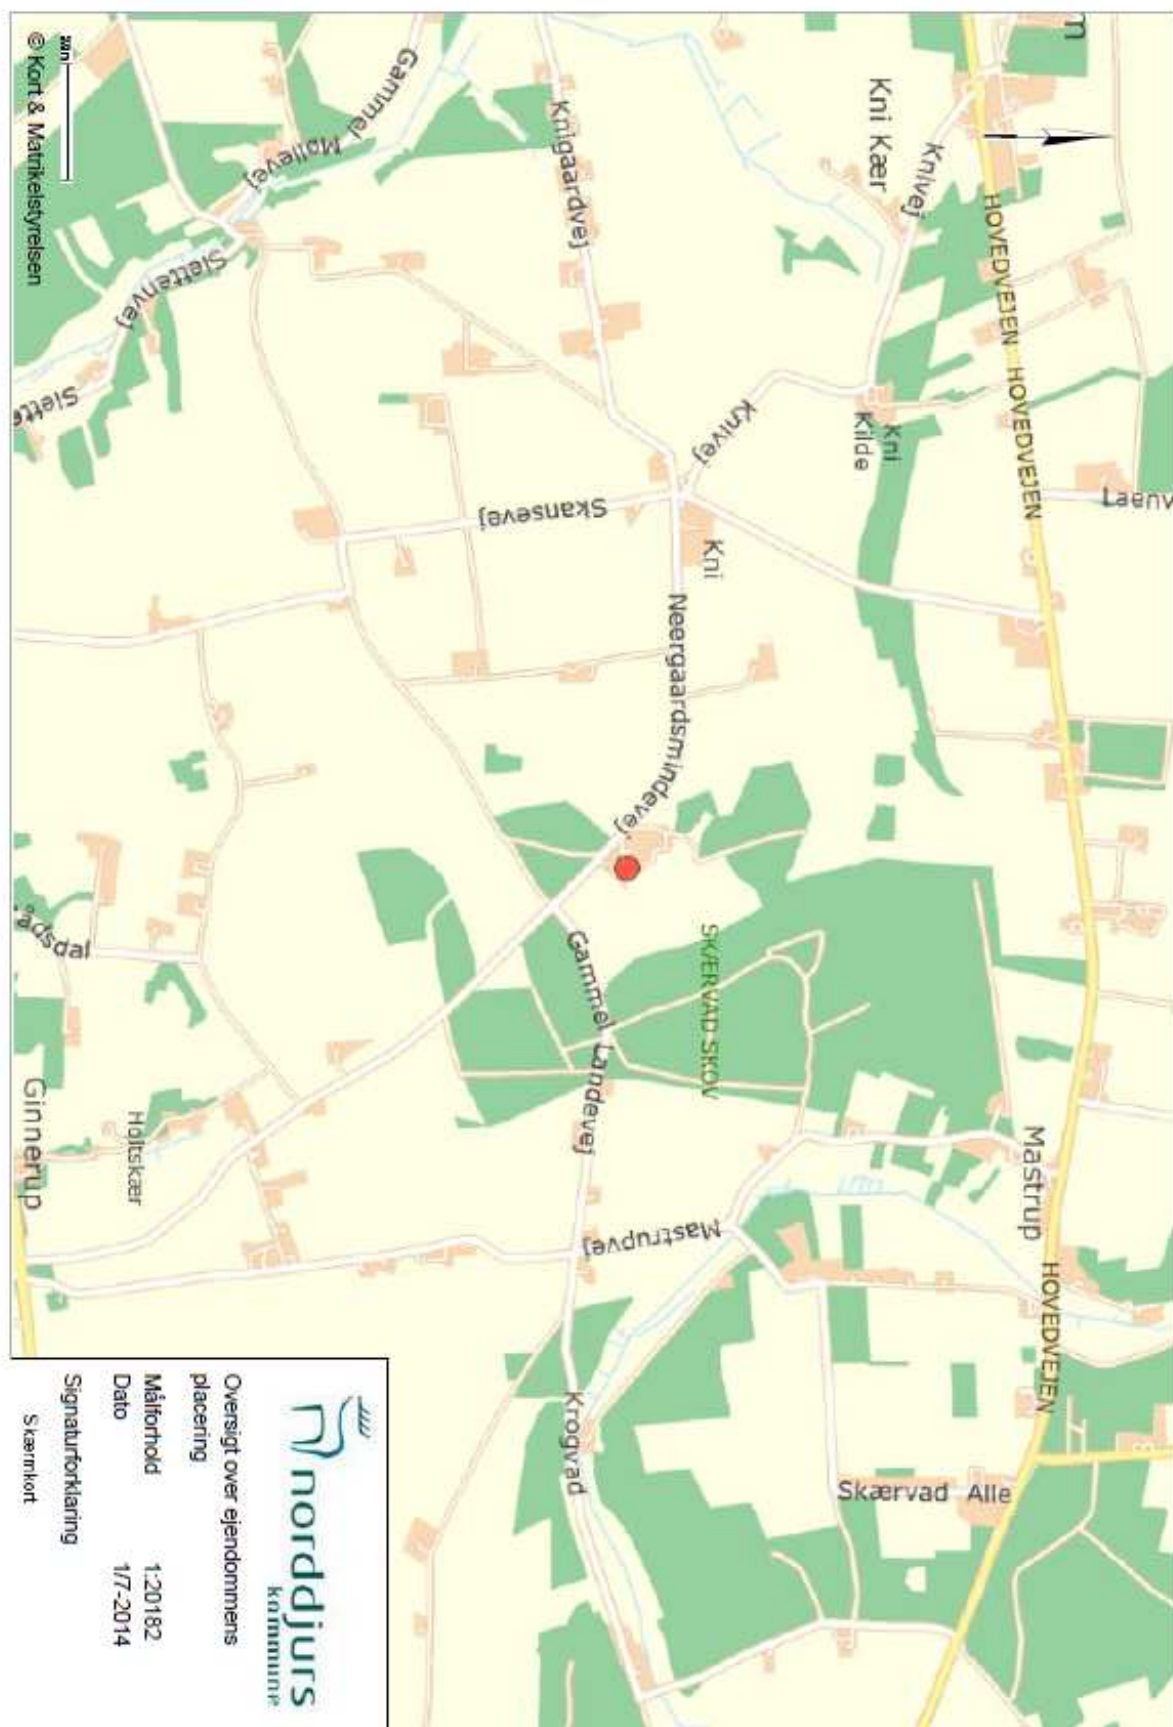 HOVEDVEJEN
HOVEDVEJEN
HOVEDVEJEN
Knivej
Kni Kær
Kni
Kilde
Knivej
Knigaardvej
Kni
Skansevej
Neergaardsmindevej
SKÆRVAD SKOV
Gammel Landevej
Mastrup
Mastrupvej
Krogvad
Skærvad Alle
Gammel Møllevej
Slettenvej
Slette
Holtskær
Ginnerup
© Kort & Matrikelstyrelsen
norddjurs
kommune
Oversigt over ejendommens
placering
Målforhold 1:20182
Dato 1/7-2014
Signaturforklaring
Skærmkort